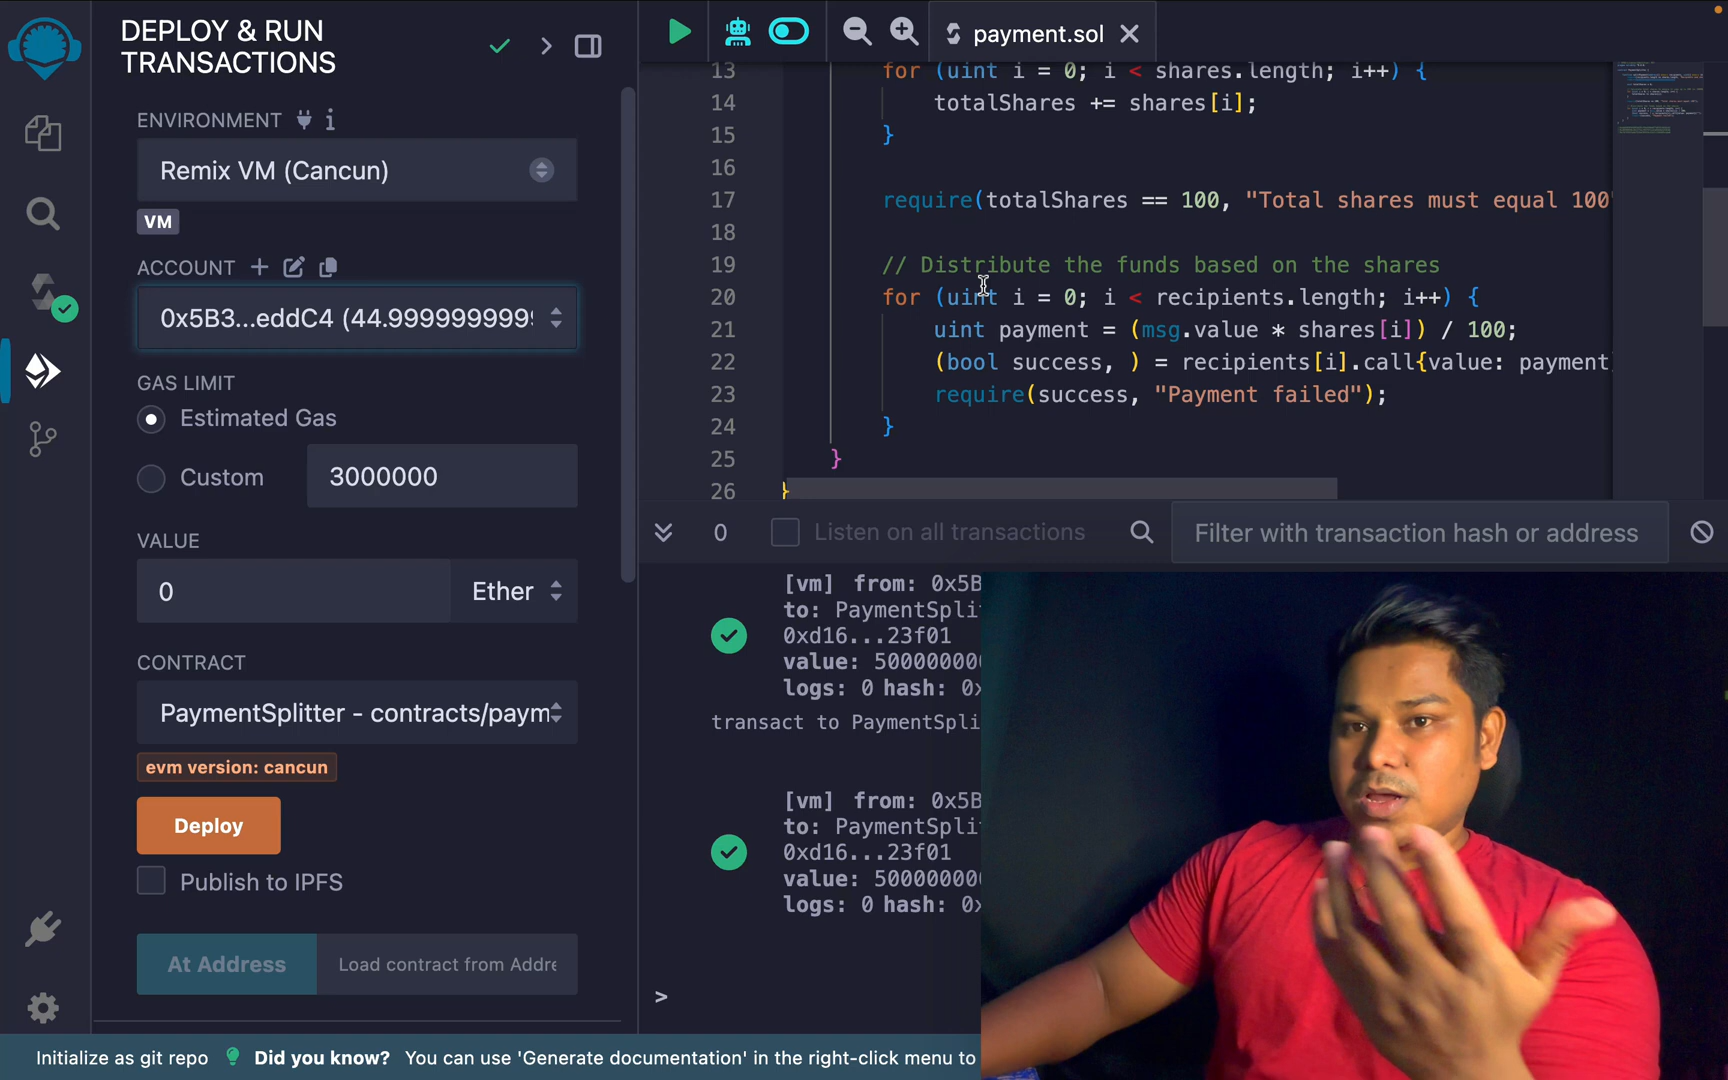 DEPLOY & RUN
TRANSACTIONS
ENVIRONMENT
Remix VM (Cancun)
VM
ACCOUNT
0x5B3...eddC4 (44.9999999999
GAS LIMIT
Estimated Gas
Custom
3000000
VALUE
0
Ether
CONTRACT
PaymentSplitter - contracts/paym
evm version: cancun
Deploy
Publish to IPFS
At Address
Load contract from Addre
payment.sol
13 for (uint i = 0; i < shares.length; i++) {
14 totalShares += shares[i];
15 }
16
17 require(totalShares == 100, "Total shares must equal 100"
18
19 // Distribute the funds based on the shares
20 for (uint i = 0; i < recipients.length; i++) {
21 uint payment = (msg.value * shares[i]) / 100;
22 (bool success, ) = recipients[i].call{value: payment
23 require(success, "Payment failed");
24 }
25 }
26 }
0
Listen on all transactions
Filter with transaction hash or address
[vm] from: 0x5B
to: PaymentSpli
0xd16...23f01
value: 500000000
logs: 0 hash: 0x
transact to PaymentSpli
[vm] from: 0x5B
to: PaymentSpli
0xd16...23f01
value: 500000000
logs: 0 hash: 0x
>
Initialize as git repo
Did you know? You can use 'Generate documentation' in the right-click menu to